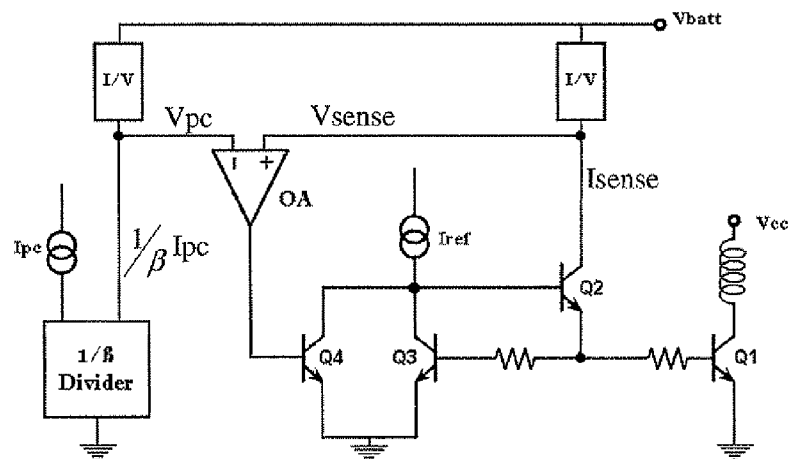 Vbatt
I/V
I/V
Vpc
Vsense
OA
Isense
Ipc
1/β Ipc
Iref
Vcc
Q2
1/ß
Divider
Q4
Q3
Q1